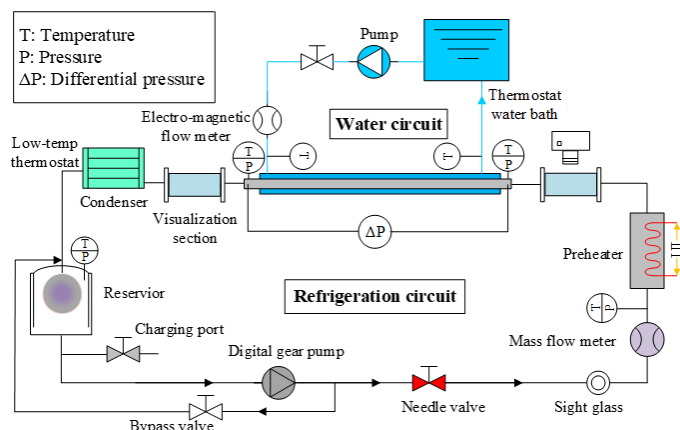 T: Temperature
P: Pressure
ΔP: Differential pressure
Pump
Thermostat
water bath
Electro-magnetic
flow meter
Water circuit
Low-temp
thermostat
Condenser
Visualization
section
T
P
T
T
T
P
ΔP
Preheater
T
P
Reservior
Refrigeration circuit
T
P
Charging port
Mass flow meter
Digital gear pump
Bypass valve
Needle valve
Sight glass